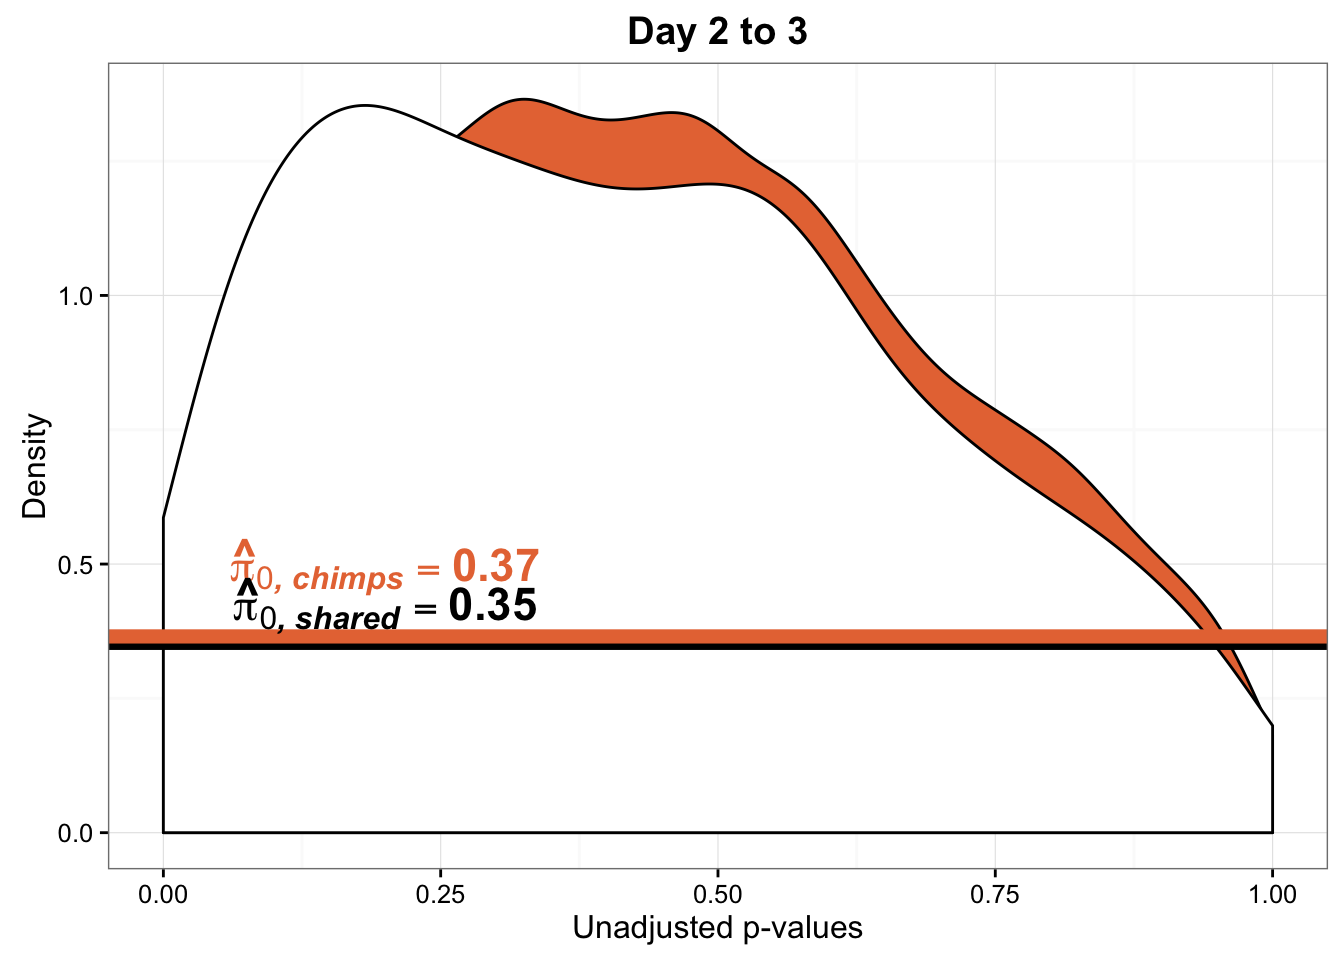 Day 2 to 3
Density
1.0
0.5
0.0
π̂0, chimps = 0.37
π̂0, shared = 0.35
0.00 0.25 0.50 0.75 1.00
Unadjusted p-values